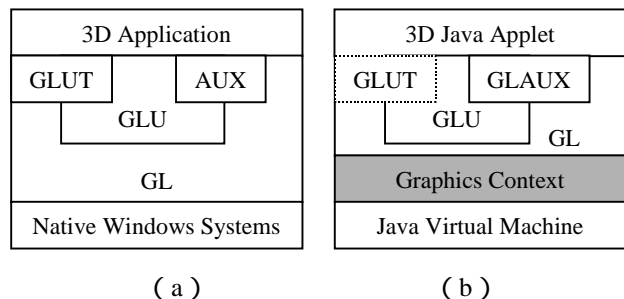 3D Application
GLUT AUX
GLU
GL
Native Windows Systems
( a )
3D Java Applet
GLUT GLAUX
GLU
GL
Graphics Context
Java Virtual Machine
( b )